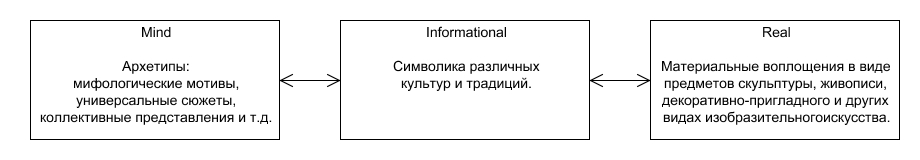 Mind
Архетипы:
мифологические мотивы,
универсальные сюжеты,
коллективные представления и т.д.
Informational
Символика различных
культур и традиций.
Real
Материальные воплощения в виде
предметов скульптуры, живописи,
декоративно-пригладного и других
видах изобразительногоискусства.